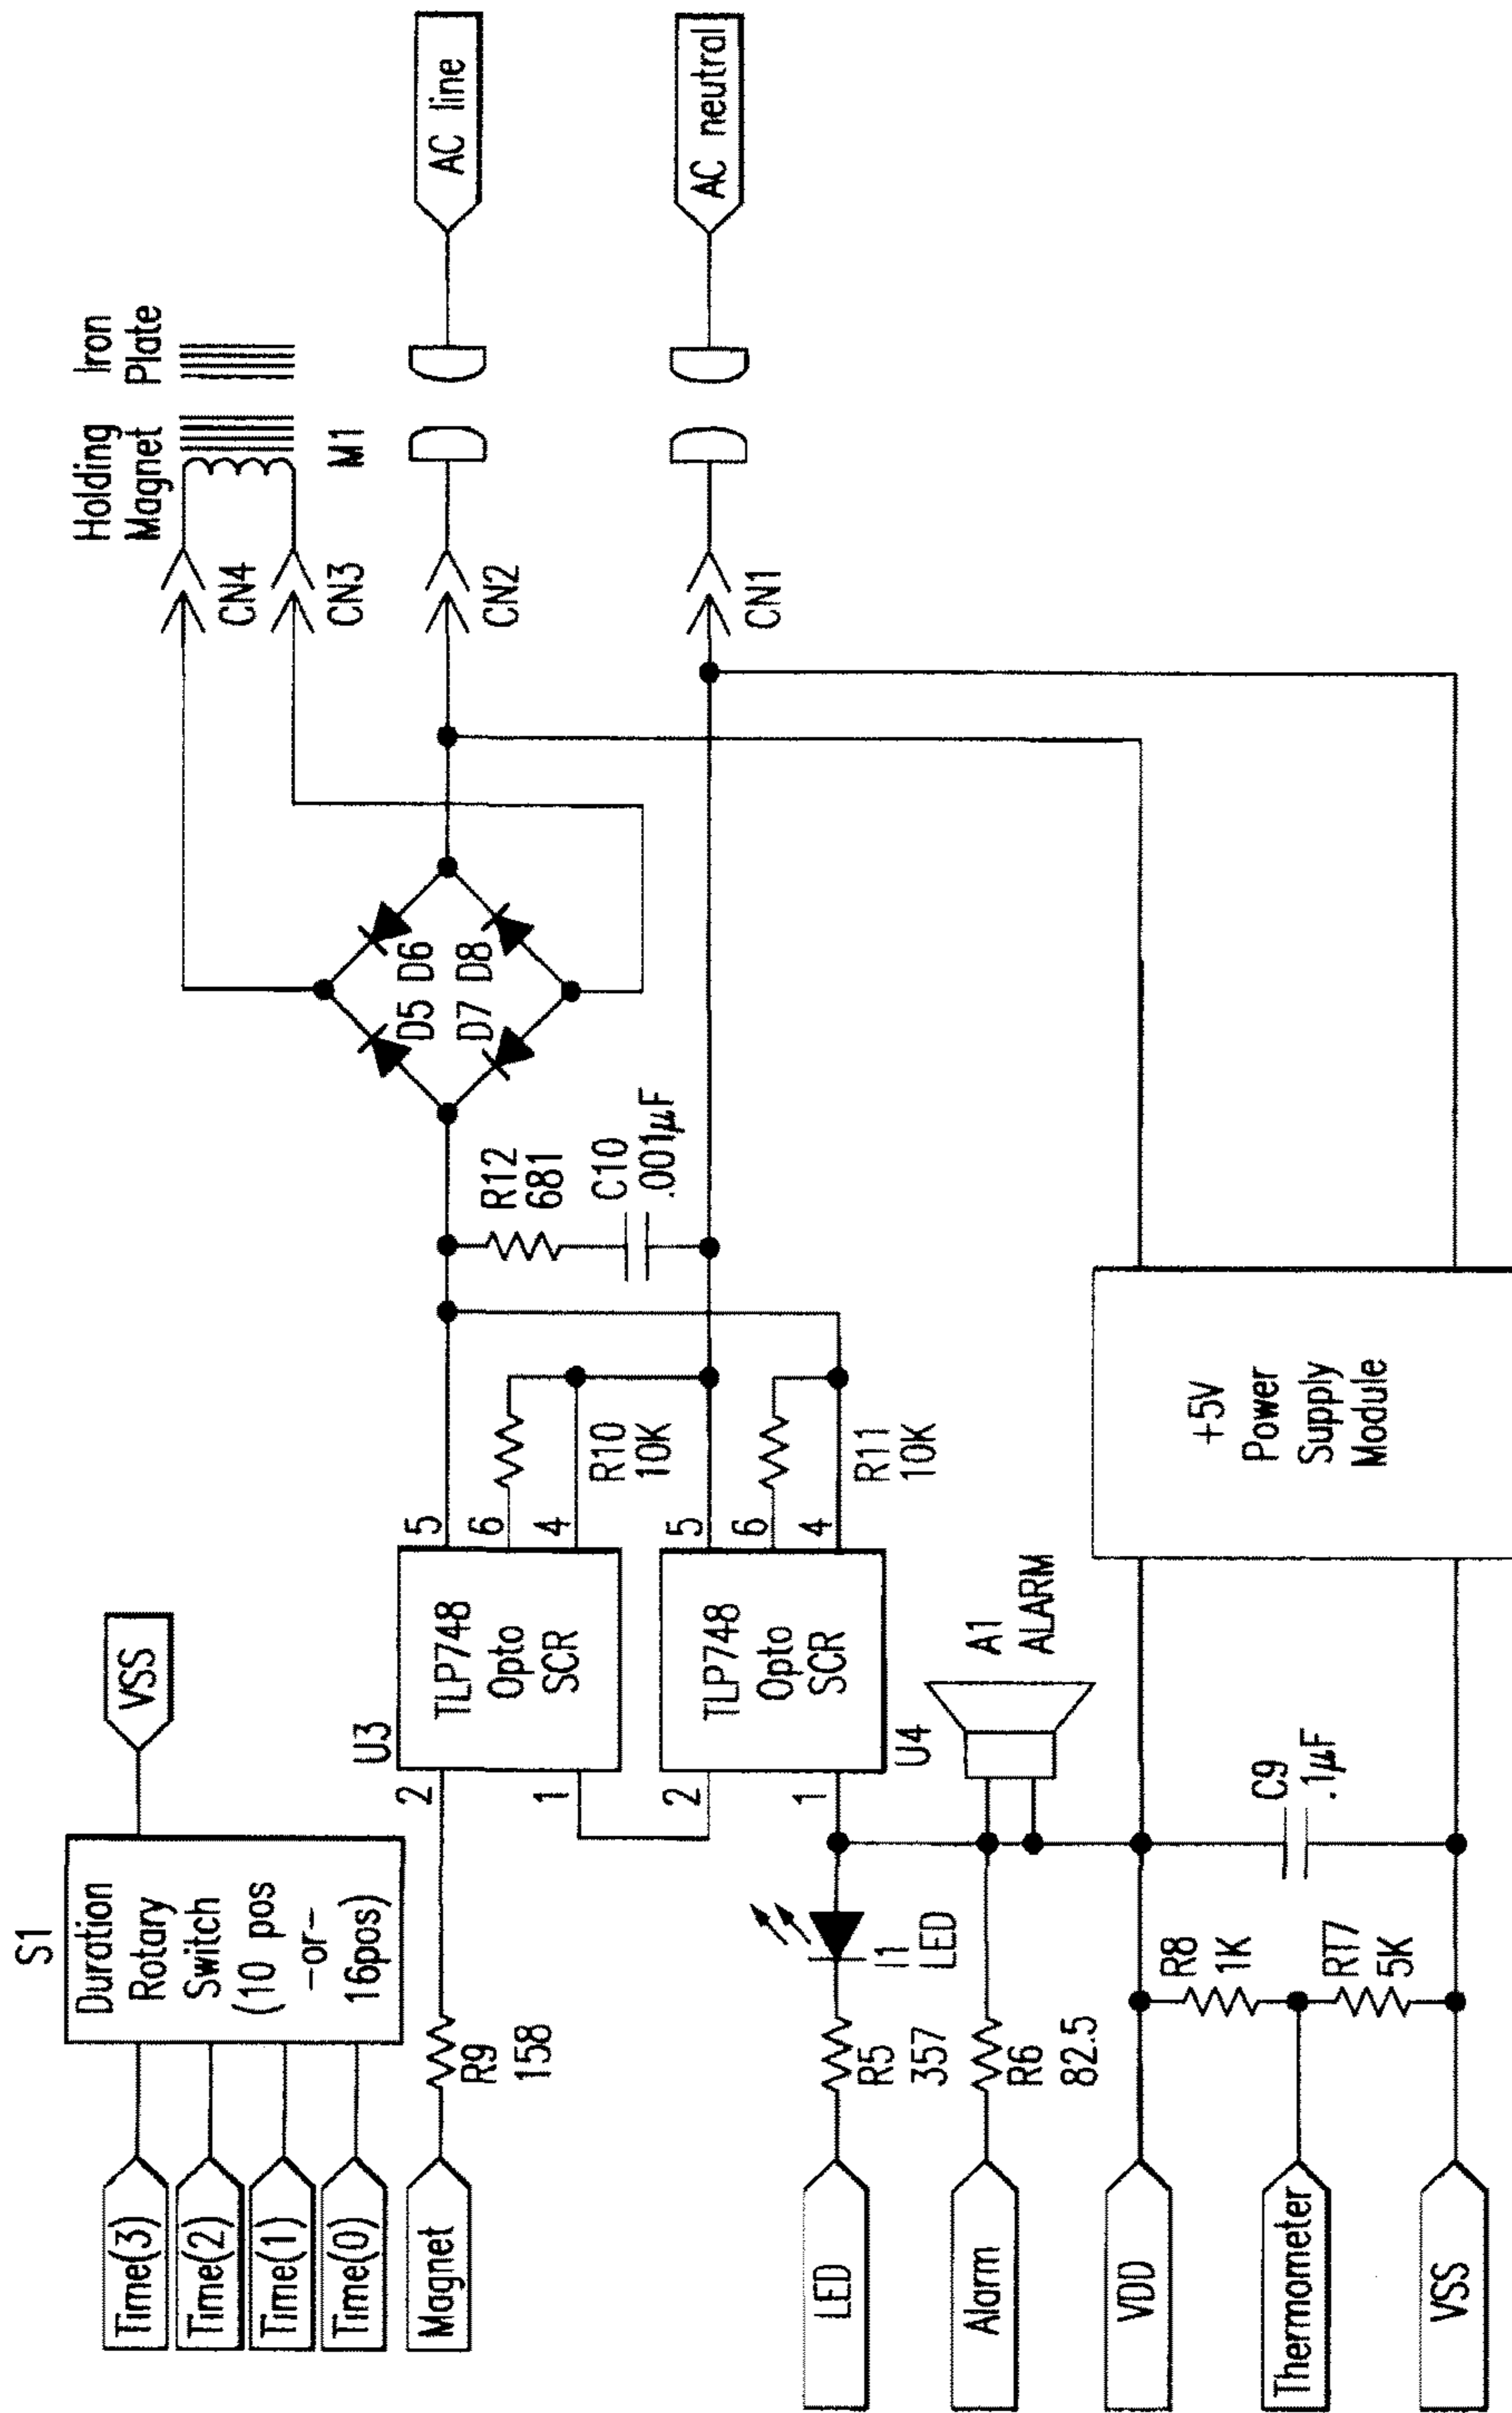 S1
Duration
Rotary
Switch
(10 pos
-or-
16pos)
VSS
Time(3)
Time(2)
Time(1)
Time(0)
Magnet
R9
158
U3
TLP748
Opto
SCR
2
1
5
6
4
R10
10K
U4
TLP748
Opto
SCR
2
1
5
6
4
R11
10K
R12
681
C10
.001µF
D5
D6
D7
D8
Holding
Magnet
Iron
Plate
M1
CN4
CN3
CN2
CN1
AC line
AC neutral
LED
R5
357
I1
LED
Alarm
R6
82.5
A1
ALARM
VDD
Thermometer
VSS
R8
1K
RT7
5K
C9
.1µF
+5V
Power
Supply
Module